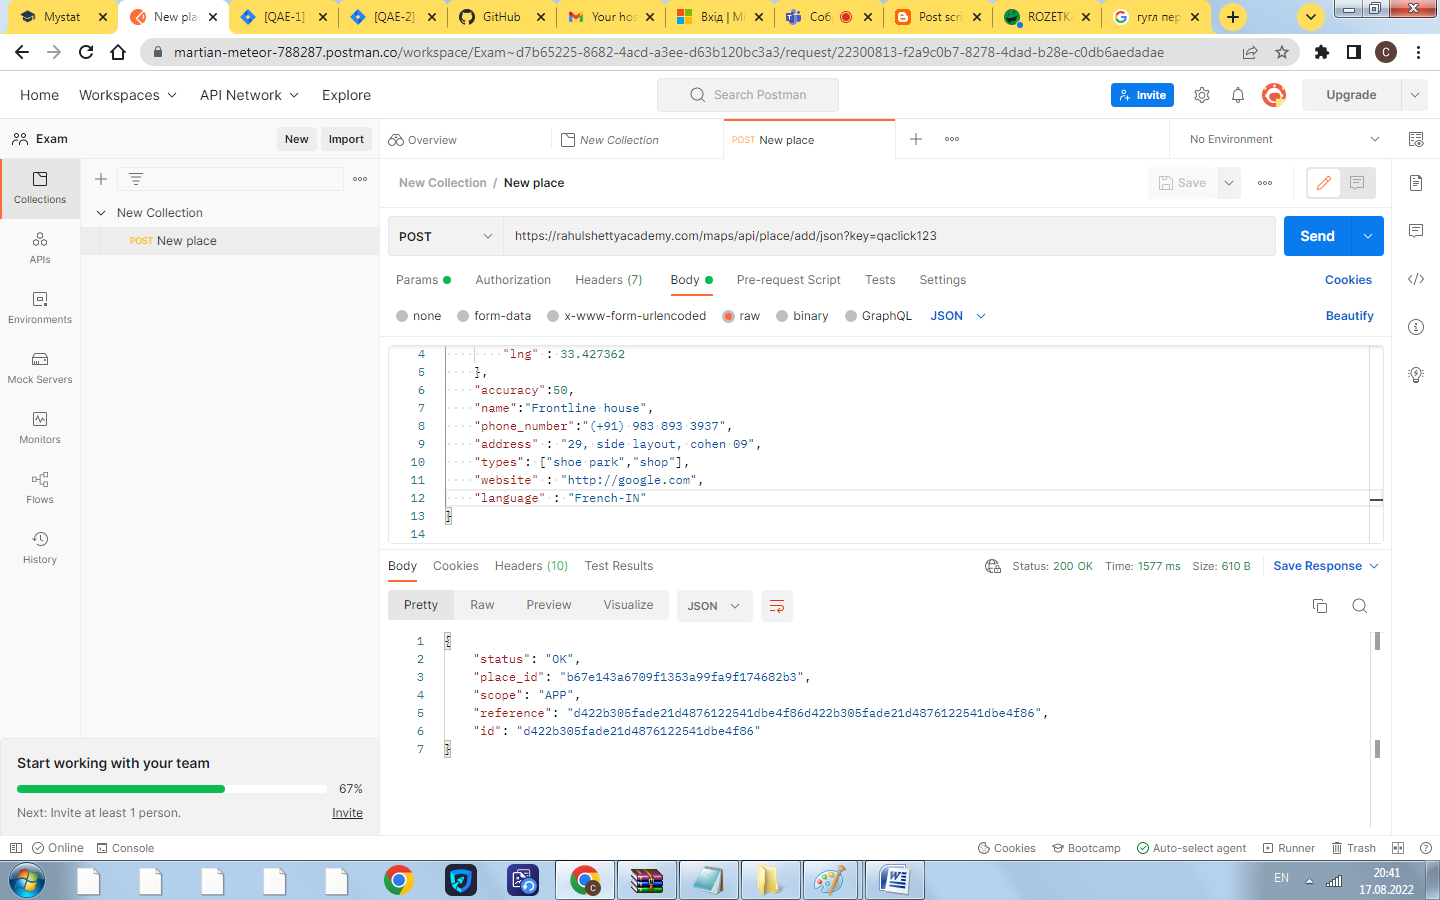 Mystat
New pla
[QAE-1]
[QAE-2]
GitHub
Your hos
Вхід | Mi
Соб
Post scri
ROZETKA
гугл пер
martian-meteor-788287.postman.co/workspace/Exam~d7b65225-8682-4acd-a3ee-d63b120bc3a3/request/22300813-f2a9c0b7-8278-4dad-b28e-c0db6aedadae
C
Home
Workspaces
API Network
Explore
Search Postman
Invite
Upgrade
Exam
New
Import
Overview
New Collection
POST New place
No Environment
Collections
APIs
Environments
Mock Servers
Monitors
Flows
History
New Collection
POST New place
New Collection / New place
Save
POST
https://rahulshettyacademy.com/maps/api/place/add/json?key=qaclick123
Send
Params
Authorization
Headers (7)
Body
Pre-request Script
Tests
Settings
Cookies
none
form-data
x-www-form-urlencoded
raw
binary
GraphQL
JSON
Beautify
4 "lng" : 33.427362
5 },
6 "accuracy":50,
7 "name":"Frontline house",
8 "phone_number":"(+91) 983 893 3937",
9 "address" : "29, side layout, cohen 09",
10 "types": ["shoe park","shop"],
11 "website" : "http://google.com",
12 "language" : "French-IN"
13 }
14
Body
Cookies
Headers (10)
Test Results
Status: 200 OK
Time: 1577 ms
Size: 610 B
Save Response
Pretty
Raw
Preview
Visualize
JSON
1 {
2 "status": "OK",
3 "place_id": "b67e143a6709f1353a99fa9f174682b3",
4 "scope": "APP",
5 "reference": "d422b305fade21d4876122541dbe4f86d422b305fade21d4876122541dbe4f86",
6 "id": "d422b305fade21d4876122541dbe4f86"
7 }
Start working with your team
67%
Next: Invite at least 1 person.
Invite
Online
Console
Cookies
Bootcamp
Auto-select agent
Runner
Trash
EN
20:41
17.08.2022